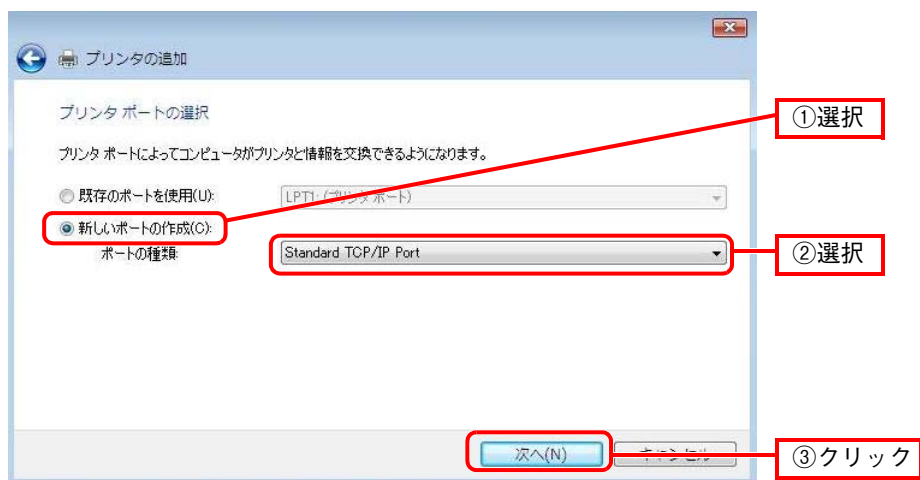 プリンタの追加
プリンタ ポートの選択
①選択
プリンタ ポートによってコンピュータがプリンタと情報を交換できるようになります。
既存のポートを使用(U):
LPT1: (プリンタ ポート)
新しいポートの作成(C):
ポートの種類:
Standard TCP/IP Port
②選択
次へ(N)
キャンセル
③クリック